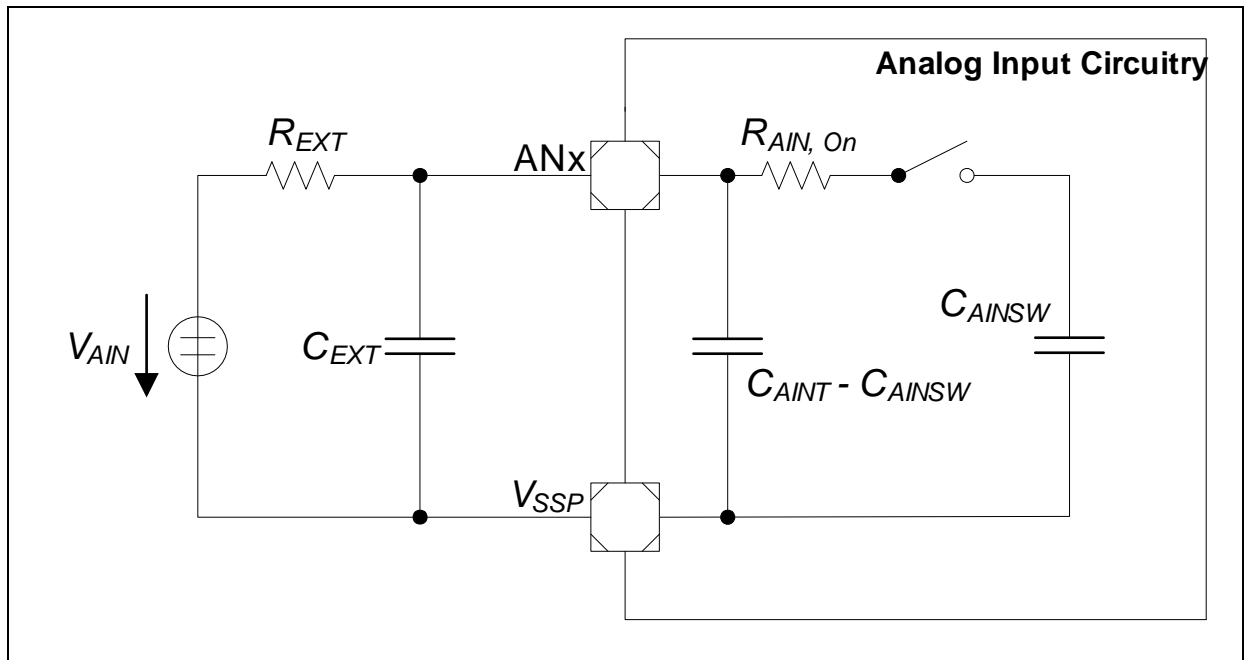 Analog Input Circuitry
R_EXT
ANx
R_AIN, On
V_AIN
C_EXT
C_AINT - C_AINSW
C_AINSW
V_SSP